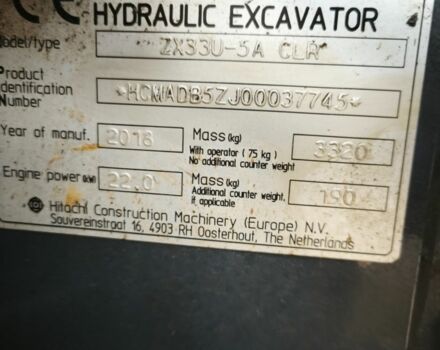 CE HYDRAULIC EXCAVATOR
Model/type ZX33U-5A CLR
Product
Identification *HCMADB5ZJ00037745*
Number
Year of manuf. 2018 Mass(kg) 3320
With operator ( 75 kg )
No additional counter weight
Engine power(kW) 22.0 Mass(kg) 190
Additional counter weight,
if applicable
Hitachi Construction Machinery (Europe) N.V.
Souvereinstraat 16, 4903 RH Oosterhout, The Netherlands